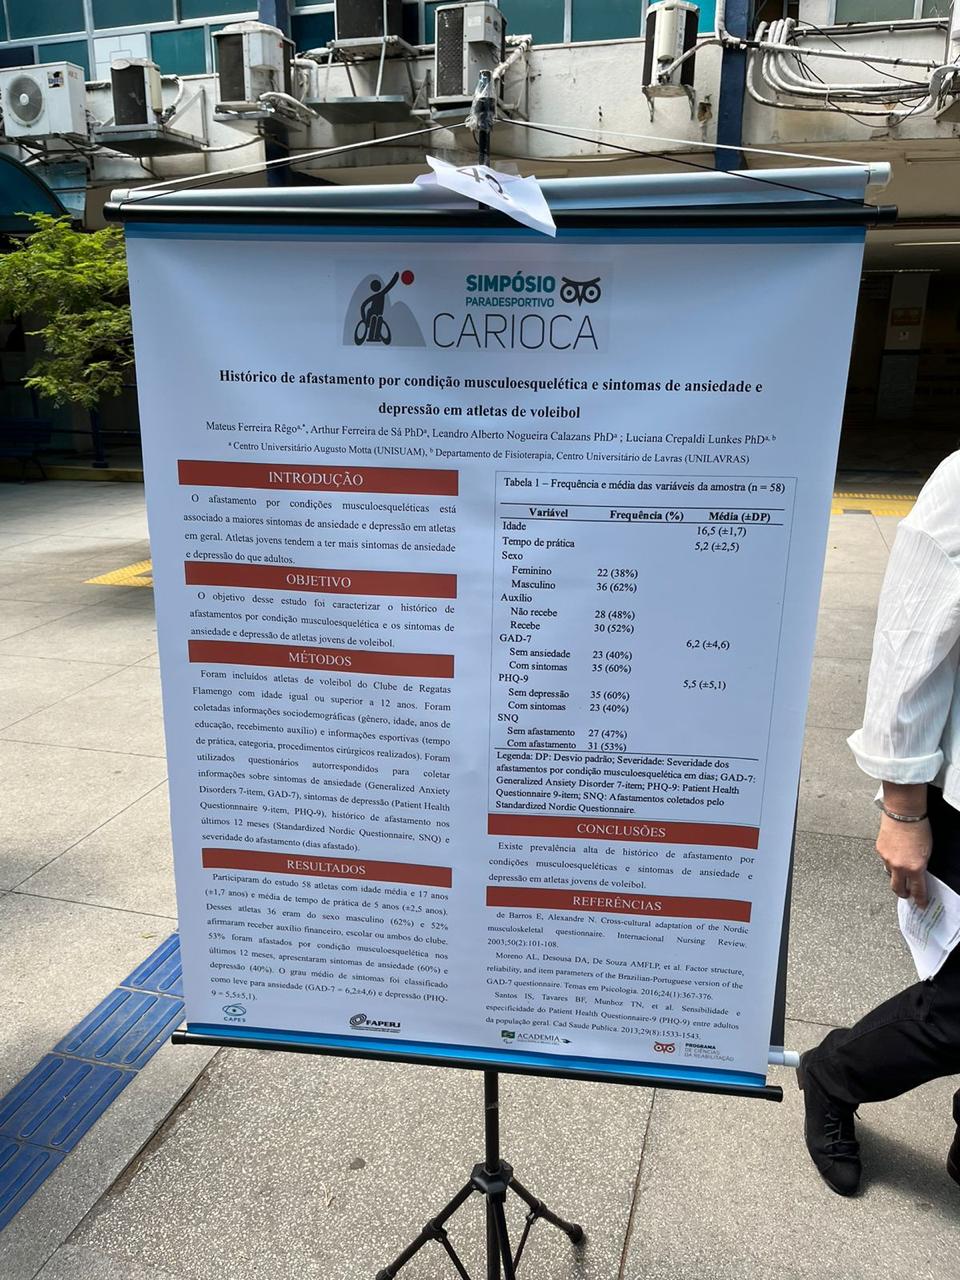 SIMPÓSIO
PARADESPORTIVO
CARIOCA
Histórico de afastamento por condição musculoesquelética e sintomas de ansiedade e
depressão em atletas de voleibol
Mateus Ferreira Rêgoᵃ·*, Arthur Ferreira de Sá PhDᵃ, Leandro Alberto Nogueira Calazans PhDᵃ ; Luciana Crepaldi Lunkes PhDᵃ· ᵇ
ᵃ Centro Universitário Augusto Motta (UNISUAM), ᵇ Departamento de Fisioterapia, Centro Universitário de Lavras (UNILAVRAS)
INTRODUÇÃO
O afastamento por condições musculoesqueléticas está
associado a maiores sintomas de ansiedade e depressão em atletas
em geral. Atletas jovens tendem a ter mais sintomas de ansiedade
e depressão do que adultos.
OBJETIVO
O objetivo desse estudo foi caracterizar o histórico de
afastamentos por condição musculoesquelética e os sintomas de
ansiedade e depressão de atletas jovens de voleibol.
MÉTODOS
Foram incluídos atletas de voleibol do Clube de Regatas
Flamengo com idade igual ou superior a 12 anos. Foram
coletadas informações sociodemográficas (gênero, idade, anos de
educação, recebimento auxílio) e informações esportivas (tempo
de prática, categoria, procedimentos cirúrgicos realizados). Foram
utilizados questionários autorrespondidos para coletar
informações sobre sintomas de ansiedade (Generalized Anxiety
Disorders 7-item, GAD-7), sintomas de depressão (Patient Health
Questionnnaire 9-item, PHQ-9), histórico de afastamento nos
últimos 12 meses (Standardized Nordic Questionnaire, SNQ) e
severidade do afastamento (dias afastado).
RESULTADOS
Participaram do estudo 58 atletas com idade média e 17 anos
(±1,7 anos) e média de tempo de prática de 5 anos (±2,5 anos).
Desses atletas 36 eram do sexo masculino (62%) e 52%
afirmaram receber auxílio financeiro, escolar ou ambos do clube.
53% foram afastados por condição musculoesquelética nos
últimos 12 meses, apresentaram sintomas de ansiedade (60%) e
depressão (40%). O grau médio de sintomas foi classificado
como leve para ansiedade (GAD-7 = 6,2±4,6) e depressão (PHQ-
9 = 5,5±5,1).
CAPES
FAPERJ
Tabela 1 – Frequência e média das variáveis da amostra (n = 58)
Variável Frequência (%) Média (±DP)
Idade 16,5 (±1,7)
Tempo de prática 5,2 (±2,5)
Sexo
Feminino 22 (38%)
Masculino 36 (62%)
Auxílio
Não recebe 28 (48%)
Recebe 30 (52%)
GAD-7 6,2 (±4,6)
Sem ansiedade 23 (40%)
Com sintomas 35 (60%)
PHQ-9 5,5 (±5,1)
Sem depressão 35 (60%)
Com sintomas 23 (40%)
SNQ
Sem afastamento 27 (47%)
Com afastamento 31 (53%)
Legenda: DP: Desvio padrão; Severidade: Severidade dos
afastamentos por condição musculoesquelética em dias; GAD-7:
Generalized Anxiety Disorder 7-item; PHQ-9: Patient Health
Questionnaire 9-item; SNQ: Afastamentos coletados pelo
Standardized Nordic Questionnaire.
CONCLUSÕES
Existe prevalência alta de histórico de afastamento por
condições musculoesqueléticas e sintomas de ansiedade e
depressão em atletas jovens de voleibol.
REFERÊNCIAS
de Barros E, Alexandre N. Cross-cultural adaptation of the Nordic
musculoskeletal questionnaire. Internacional Nursing Review.
2003;50(2):101-108.
Moreno AL, Desousa DA, De Souza AMFLP, et al. Factor structure,
reliability, and item parameters of the Brazilian-Portuguese version of the
GAD-7 questionnaire. Temas em Psicologia. 2016;24(1):367-376.
Santos IS, Tavares BF, Munhoz TN, et al. Sensibilidade e
especificidade do Patient Health Questionnaire-9 (PHQ-9) entre adultos
da população geral. Cad Saude Publica. 2013;29(8):1533-1543.
ACADEMIA
PROGRAMA
DE CIÊNCIAS
DA REABILITAÇÃO